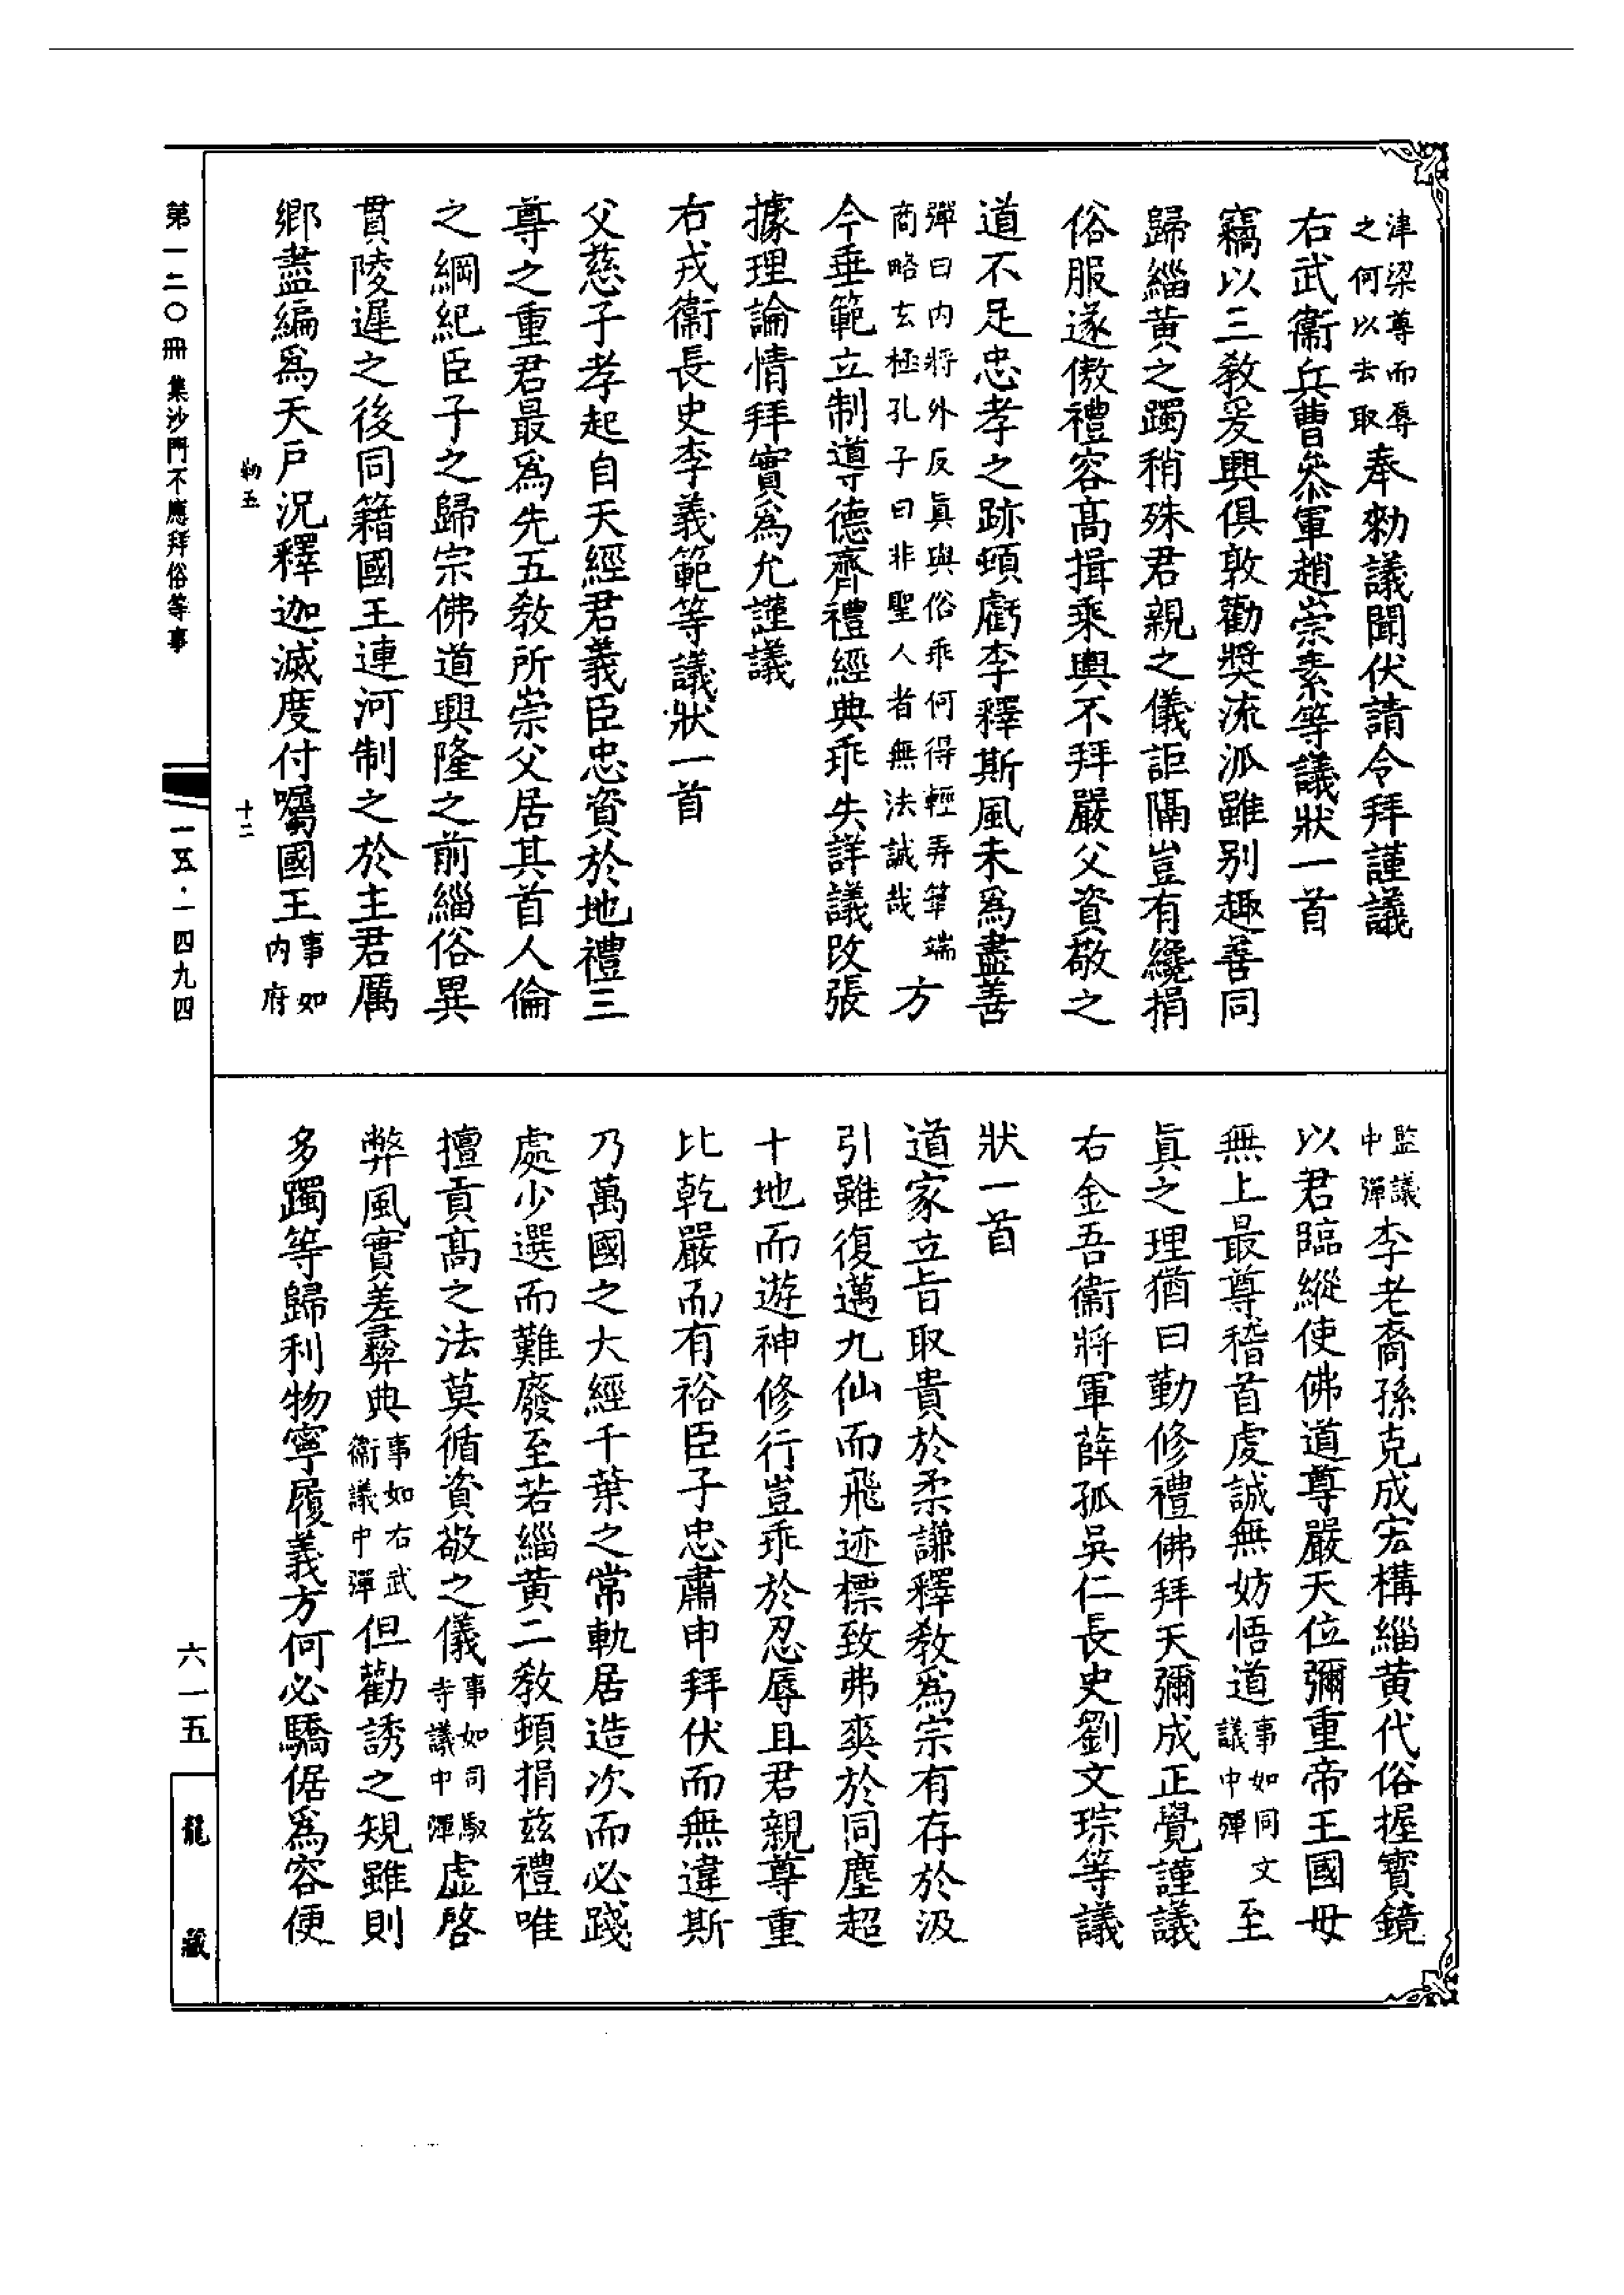 津梁尊而辱之何以去取奉勑議聞伏請令拜謹議
右武衞兵曹叅軍趙崇素等議狀一首
竊以三敎爰興俱敦勸獎流派雖別趣善同
歸緇黃之躅稍殊君親之儀詎隔豈有纔捐
俗服遂傲禮容高揖乘輿不拜嚴父資敬之
道不足忠孝之跡頓虧李釋斯風未爲盡善
彈曰內將外反眞與俗乖何得輕弄筆端商略玄極孔子曰非聖人者無法誠哉方
今垂範立制導德齊禮經典乖失詳議改張
據理論情拜實爲允謹議
右戎衞長史李義範等議狀一首
父慈子孝起自天經君義臣忠資於地禮三
尊之重君最爲先五敎所崇父居其首人倫
之綱紀臣子之歸宗佛道興隆之前緇俗異
貫陵遲之後同籍國王連河制之於主君厲
鄉盡編爲天戶況釋迦滅度付囑國王事如內府
監議中彈李老裔孫克成宏構緇黃代俗握寶鏡
以君臨縱使佛道尊嚴天位彌重帝王國毋
無上最尊稽首虔誠無妨悟道事如同文議中彈至
眞之理猶曰勤修禮佛拜天彌成正覺謹議
右金吾衞將軍薛孤吳仁長史劉文琮等議
狀一首
道家立旨取貴於柔謙釋敎爲宗有存於汲
引雖復邁九仙而飛迹標致弗爽於同塵超
十地而遊神修行豈乖於忍辱且君親尊重
比乾嚴而有裕臣子忠肅申拜伏而無違斯
乃萬國之大經千葉之常軌居造次而必踐
處少選而難廢至若緇黃二敎頓捐茲禮唯
擅貢高之法莫循資敬之儀事如司馭寺議中彈虛啓
弊風實差彝典事如右武衞議中彈但勸誘之規雖則
多躅等歸利物寧履義方何必驕倨爲容便
勑五
十二
第一二〇冊 集沙門不應拜俗等事
一五·一四九四
六一五
龍藏